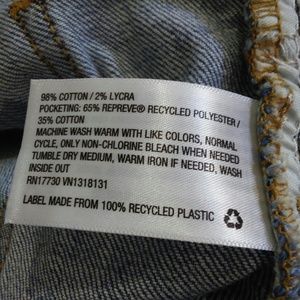 98% COTTON / 2% LYCRA
POCKETING: 65% REPREVE® RECYCLED POLYESTER /
35% COTTON
MACHINE WASH WARM WITH LIKE COLORS, NORMAL
CYCLE, ONLY NON-CHLORINE BLEACH WHEN NEEDED
TUMBLE DRY MEDIUM, WARM IRON IF NEEDED, WASH
INSIDE OUT
RN17730 VN1318131
LABEL MADE FROM 100% RECYCLED PLASTIC